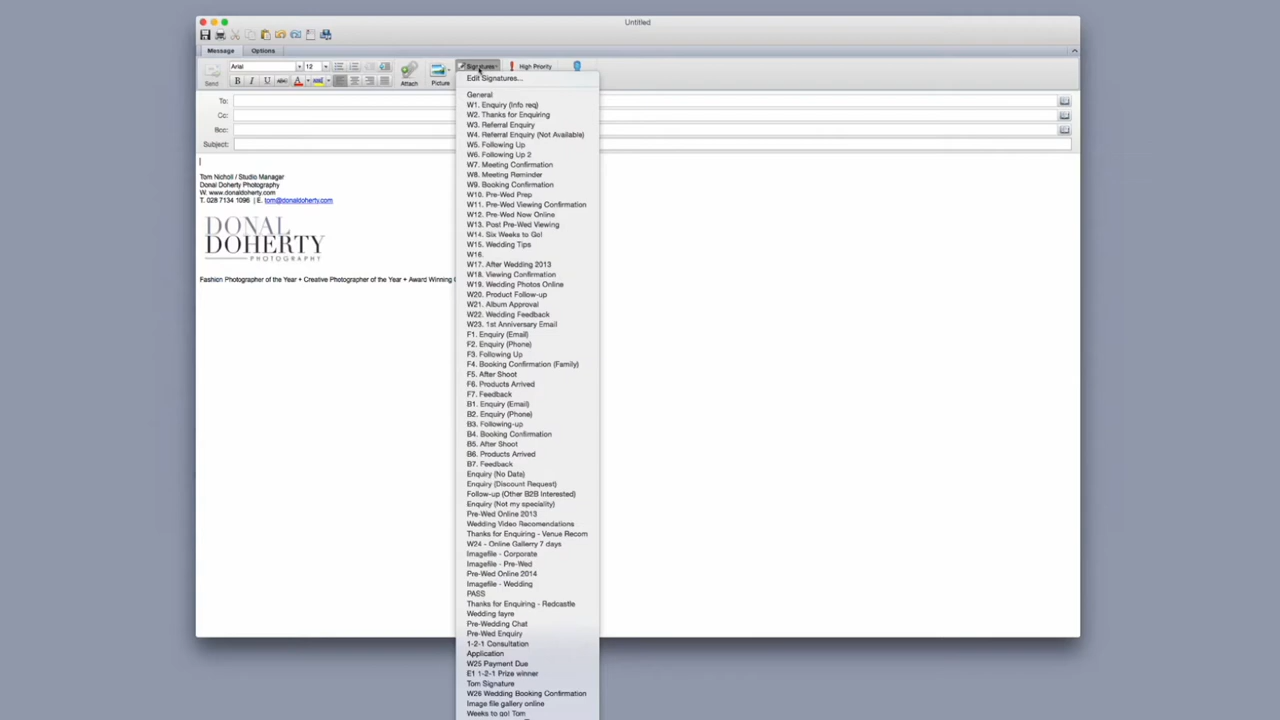 Untitled
Message Options
Arial 12 Signatures High Priority
Send B I U ABC A Attach Picture
Edit Signatures...
To:
Cc:
Bcc:
Subject:
Tom Nicholl / Studio Manager
Donal Doherty Photography
W. www.donaldoherty.com
T. 028 7134 1096 | E. tom@donaldoherty.com
DONAL
DOHERTY
PHOTOGRAPHY
Fashion Photographer of the Year + Creative Photographer of the Year + Award Winning
General
W1. Enquiry (Info req)
W2. Thanks for Enquiring
W3. Referral Enquiry
W4. Referral Enquiry (Not Available)
W5. Following Up
W6. Following Up 2
W7. Meeting Confirmation
W8. Meeting Reminder
W9. Booking Confirmation
W10. Pre-Wed Prep
W11. Pre-Wed Viewing Confirmation
W12. Pre-Wed Now Online
W13. Post Pre-Wed Viewing
W14. Six Weeks to Go!
W15. Wedding Tips
W16.
W17. After Wedding 2013
W18. Viewing Confirmation
W19. Wedding Photos Online
W20. Product Follow-up
W21. Album Approval
W22. Wedding Feedback
W23. 1st Anniversary Email
F1. Enquiry (Email)
F2. Enquiry (Phone)
F3. Following Up
F4. Booking Confirmation (Family)
F5. After Shoot
F6. Products Arrived
F7. Feedback
B1. Enquiry (Email)
B2. Enquiry (Phone)
B3. Following-up
B4. Booking Confirmation
B5. After Shoot
B6. Products Arrived
B7. Feedback
Enquiry (No Date)
Enquiry (Discount Request)
Follow-up (Other B2B Interested)
Enquiry (Not my speciality)
Pre-Wed Online 2013
Wedding Video Recomendations
Thanks for Enquiring - Venue Recom
W24 - Online Gallerry 7 days
Imagefile - Corporate
Imagefile - Pre-Wed
Pre-Wed Online 2014
Imagefile - Wedding
PASS
Thanks for Enquiring - Redcastle
Wedding fayre
Pre-Wedding Chat
Pre-Wed Enquiry
1-2-1 Consultation
Application
W25 Payment Due
E1 1-2-1 Prize winner
Tom Signature
W26 Wedding Booking Confirmation
Image file gallery online
Weeks to go! Tom